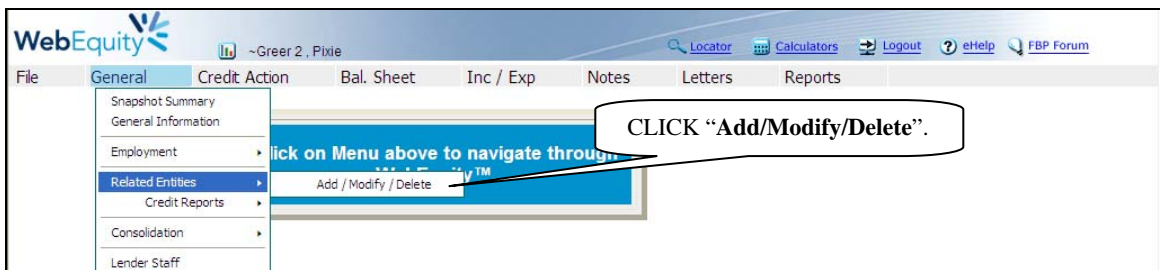 WebEquity
~Greer 2 , Pixie
Locator Calculators Logout eHelp FBP Forum
File General Credit Action Bal. Sheet Inc / Exp Notes Letters Reports
Snapshot Summary
General Information
Employment
Related Entities
Credit Reports
Consolidation
Lender Staff
lick on Menu above to navigate through
ity™
Add / Modify / Delete
CLICK “Add/Modify/Delete”.